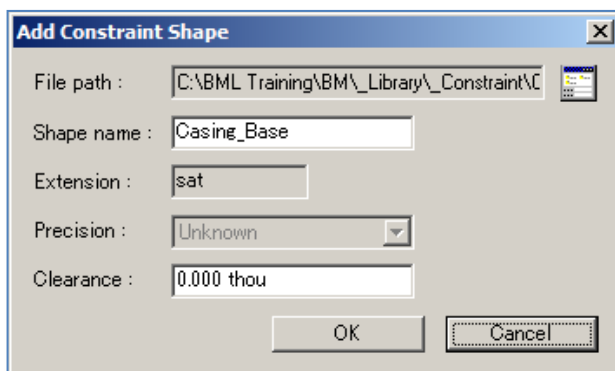 Add Constraint Shape
File path : C:\BML Training\BM\_Library\_Constraint\C
Shape name : Casing_Base
Extension : sat
Precision : Unknown
Clearance : 0.000 thou
OK Cancel